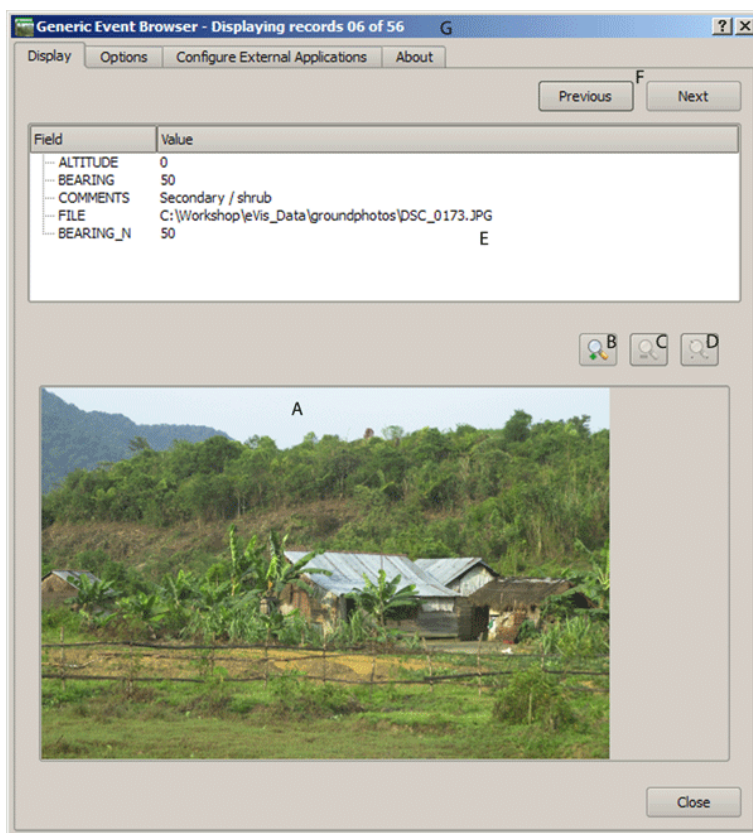 Generic Event Browser - Displaying records 06 of 56 G
Display Options Configure External Applications About
F
Previous Next
Field Value
ALTITUDE 0
BEARING 50
COMMENTS Secondary / shrub
FILE C:\Workshop\eVis_Data\groundphotos\DSC_0173.JPG
BEARING_N 50
E
B C D
A
Close